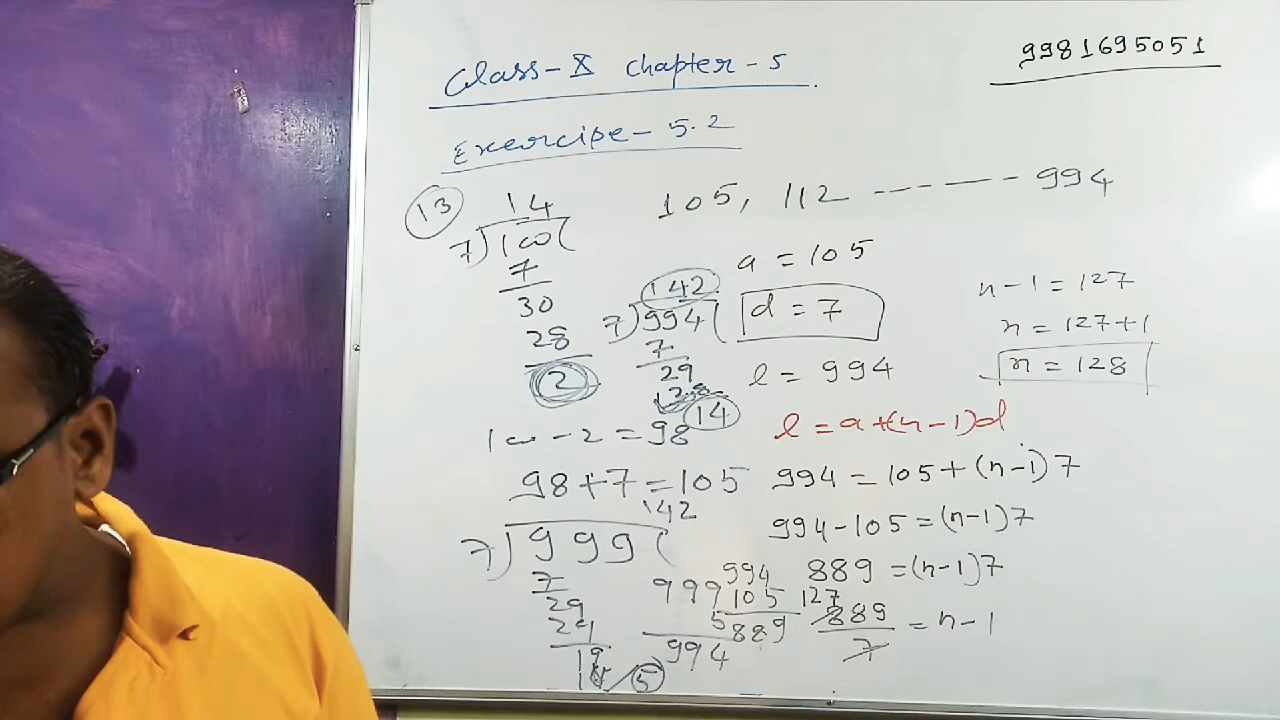 Class-X chapter-5
9981695051
Exercise-5.2
13
14
7)100(
7
30
28
2
100-2=98
98+7=105
142
7)999(
7
29
28
19
14
5
142
7)994(
7
29
28
14
999
5
994
994
105
889
105, 112 ------- 994
a = 105
d = 7
l = 994
l = a+(n-1)d
994 = 105+(n-1)7
994-105=(n-1)7
889 =(n-1)7
127
889/7 = n-1
n-1 = 127
n = 127+1
n = 128